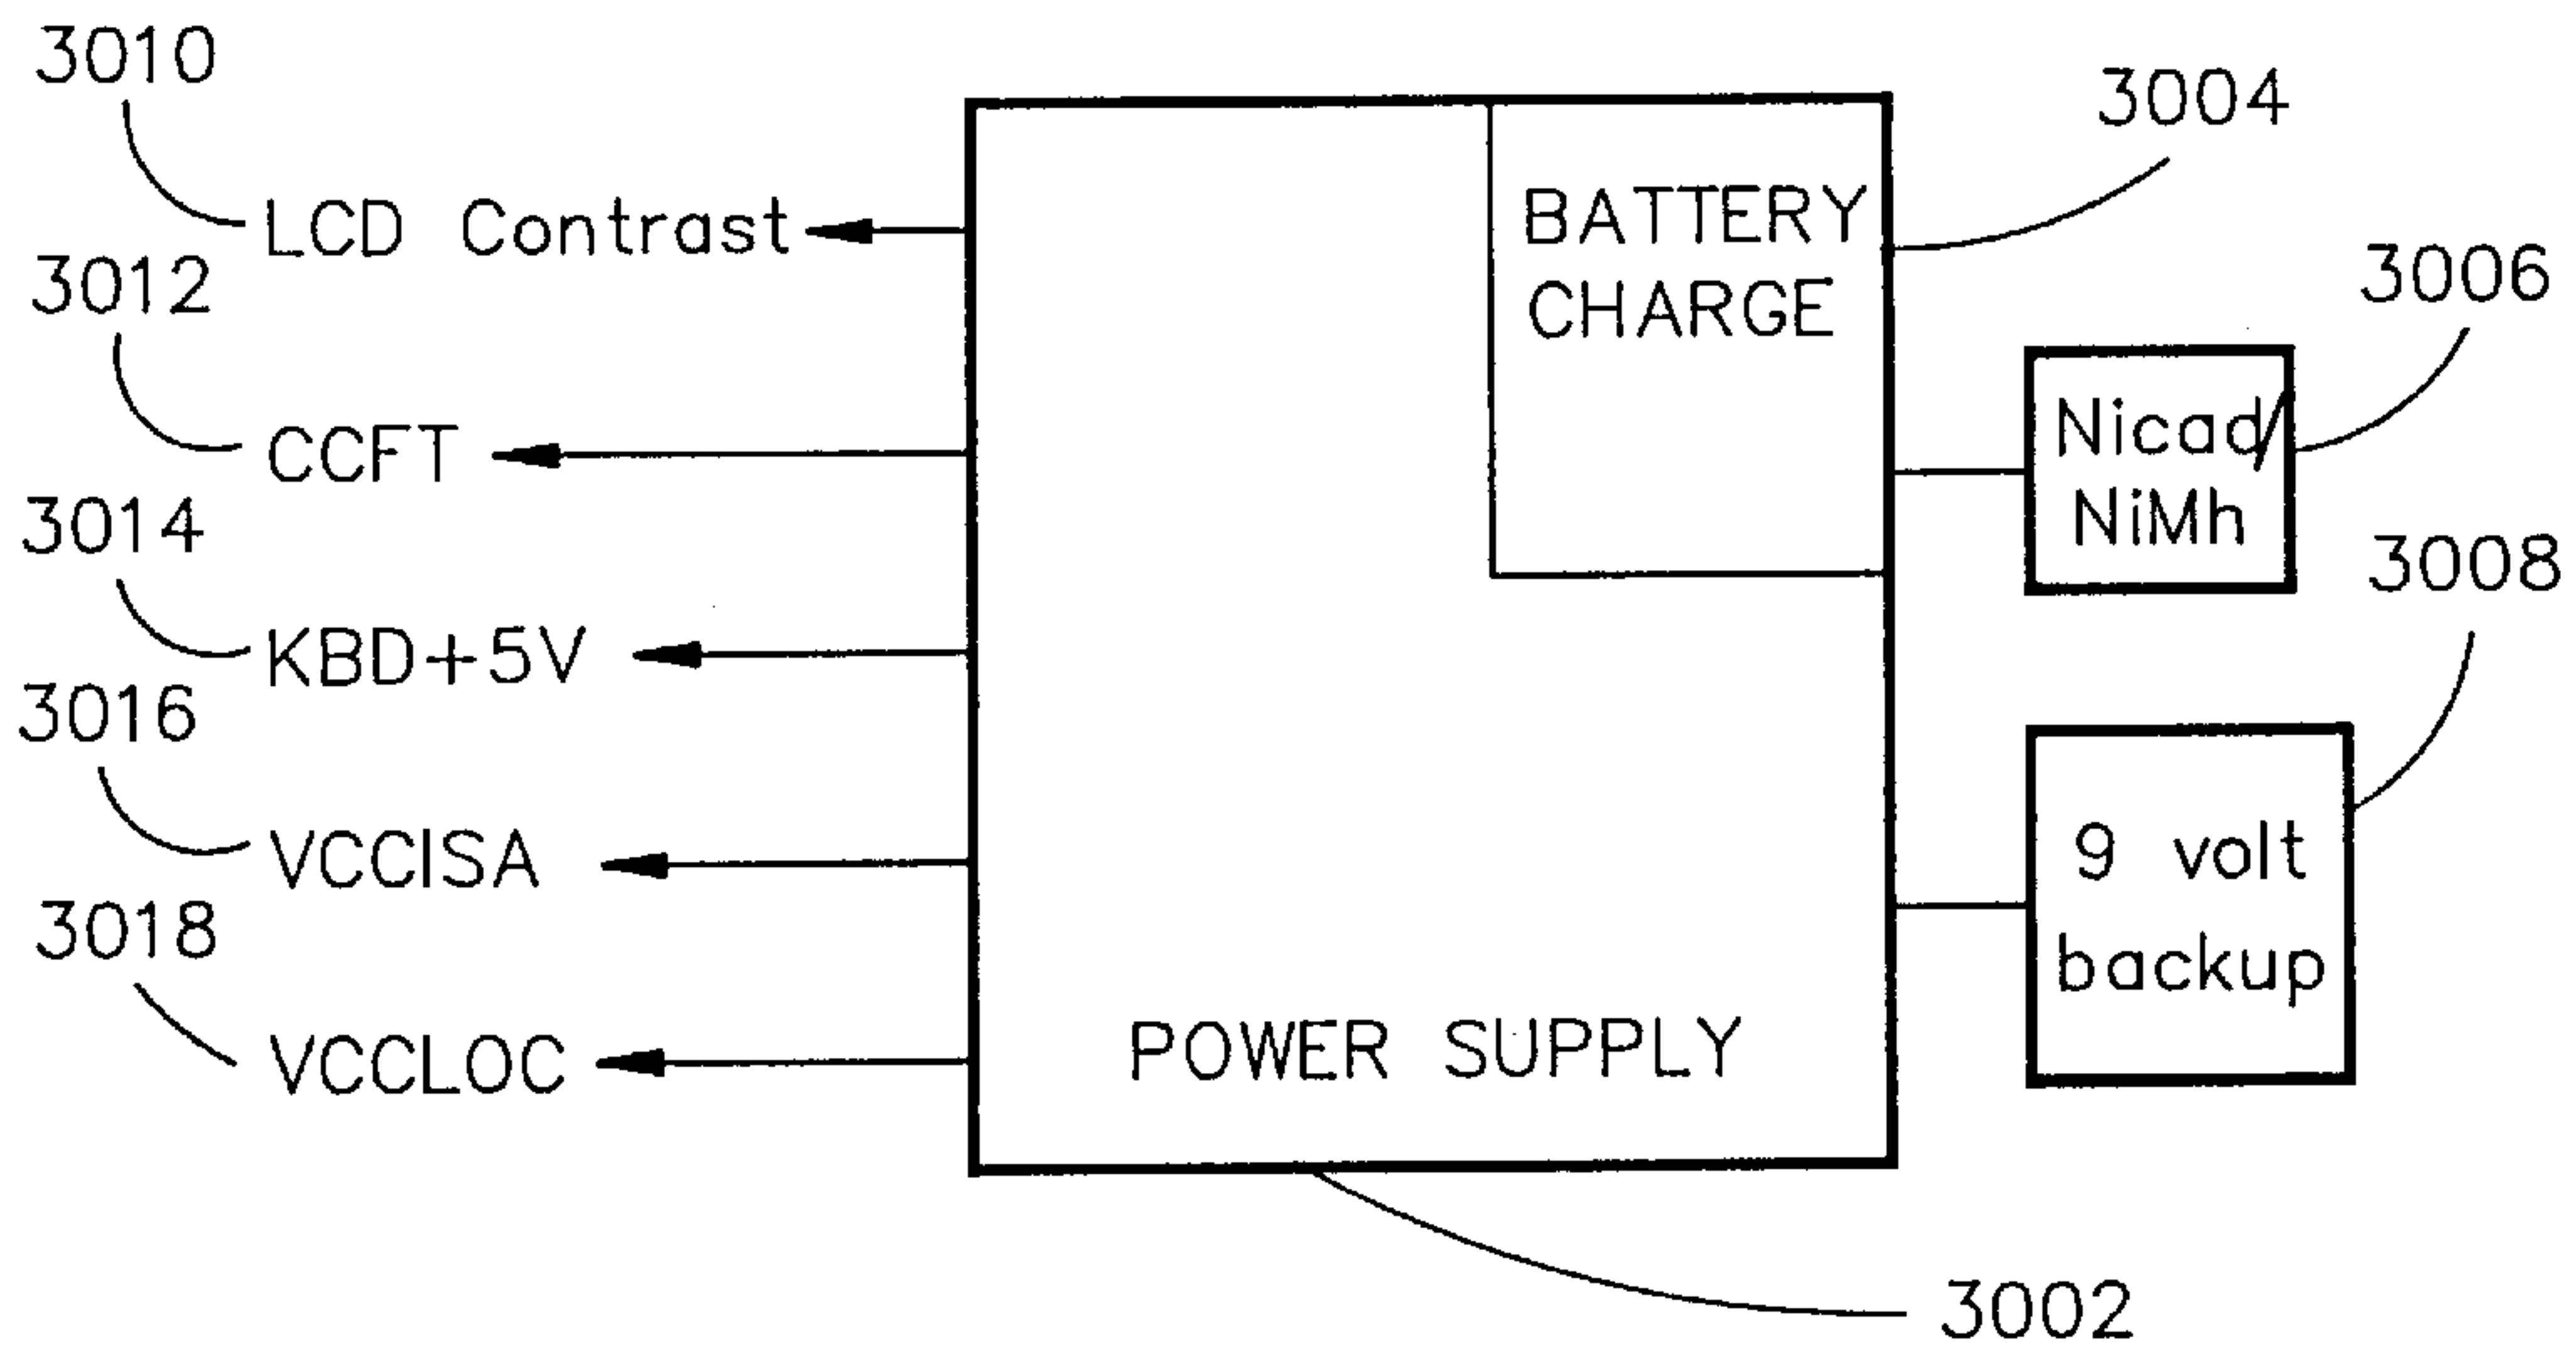 3010
LCD Contrast
3012
CCFT
3014
KBD+5V
3016
VCCISA
3018
VCCLOC
BATTERY
CHARGE
POWER SUPPLY
3004
3006
Nicad/
NiMh
3008
9 volt
backup
3002